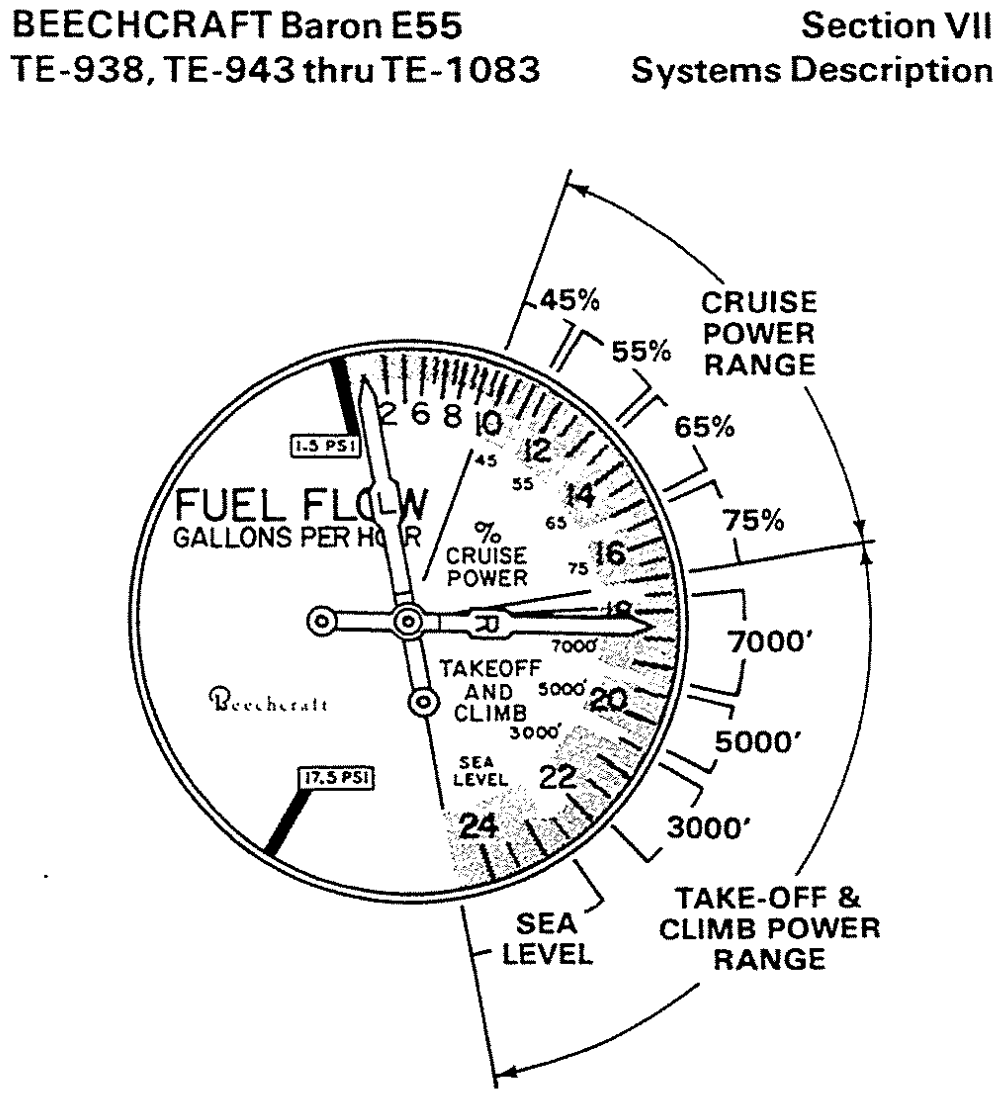 BEECHCRAFT Baron E55
TE-938, TE-943 thru TE-1083
Section VII
Systems Description
45%
55%
65%
75%
CRUISE
POWER
RANGE
2 6 8 10 12 14 16 18 20 22 24
1.5 PSI
FUEL FLOW
GALLONS PER HOUR
L
45
55
65
75
%
CRUISE
POWER
R
TAKEOFF
AND
CLIMB
7000'
5000'
3000'
SEA
LEVEL
Beechcraft
17.5 PSI
7000'
5000'
3000'
SEA
LEVEL
TAKE-OFF &
CLIMB POWER
RANGE